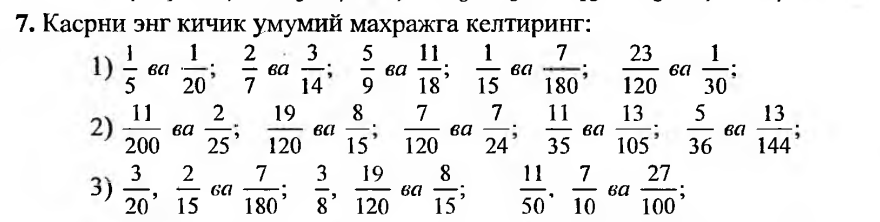 7. Касрни энг кичик умумий махражга келтиринг:
1) 1/5 ва 1/20; 2/7 ва 3/14; 5/9 ва 11/18; 1/15 ва 7/180; 23/120 ва 1/30;
2) 11/200 ва 2/25; 19/120 ва 8/15; 7/120 ва 7/24; 11/35 ва 13/105; 5/36 ва 13/144;
3) 3/20, 2/15 ва 7/180; 3/8, 19/120 ва 8/15; 11/50, 7/10 ва 27/100;